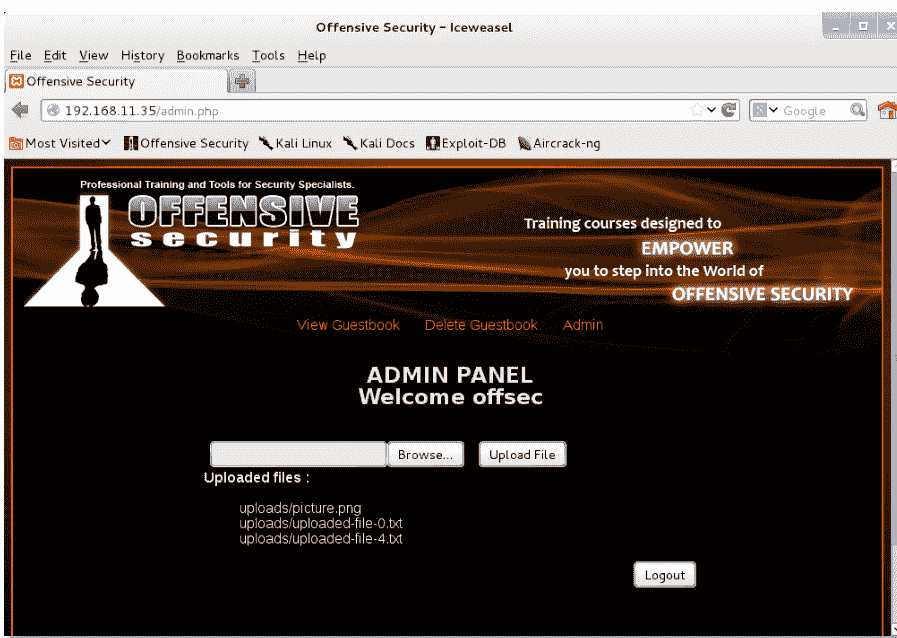 Offensive Security - Iceweasel
File Edit View History Bookmarks Tools Help
Offensive Security
192.168.11.35/admin.php
Google
Most Visited Offensive Security Kali Linux Kali Docs Exploit-DB Aircrack-ng
Professional Training and Tools for Security Specialists.
OFFENSIVE
security
Training courses designed to
EMPOWER
you to step into the World of
OFFENSIVE SECURITY
View Guestbook Delete Guestbook Admin
ADMIN PANEL
Welcome offsec
Browse... Upload File
Uploaded files :
uploads/picture.png
uploads/uploaded-file-0.txt
uploads/uploaded-file-4.txt
Logout